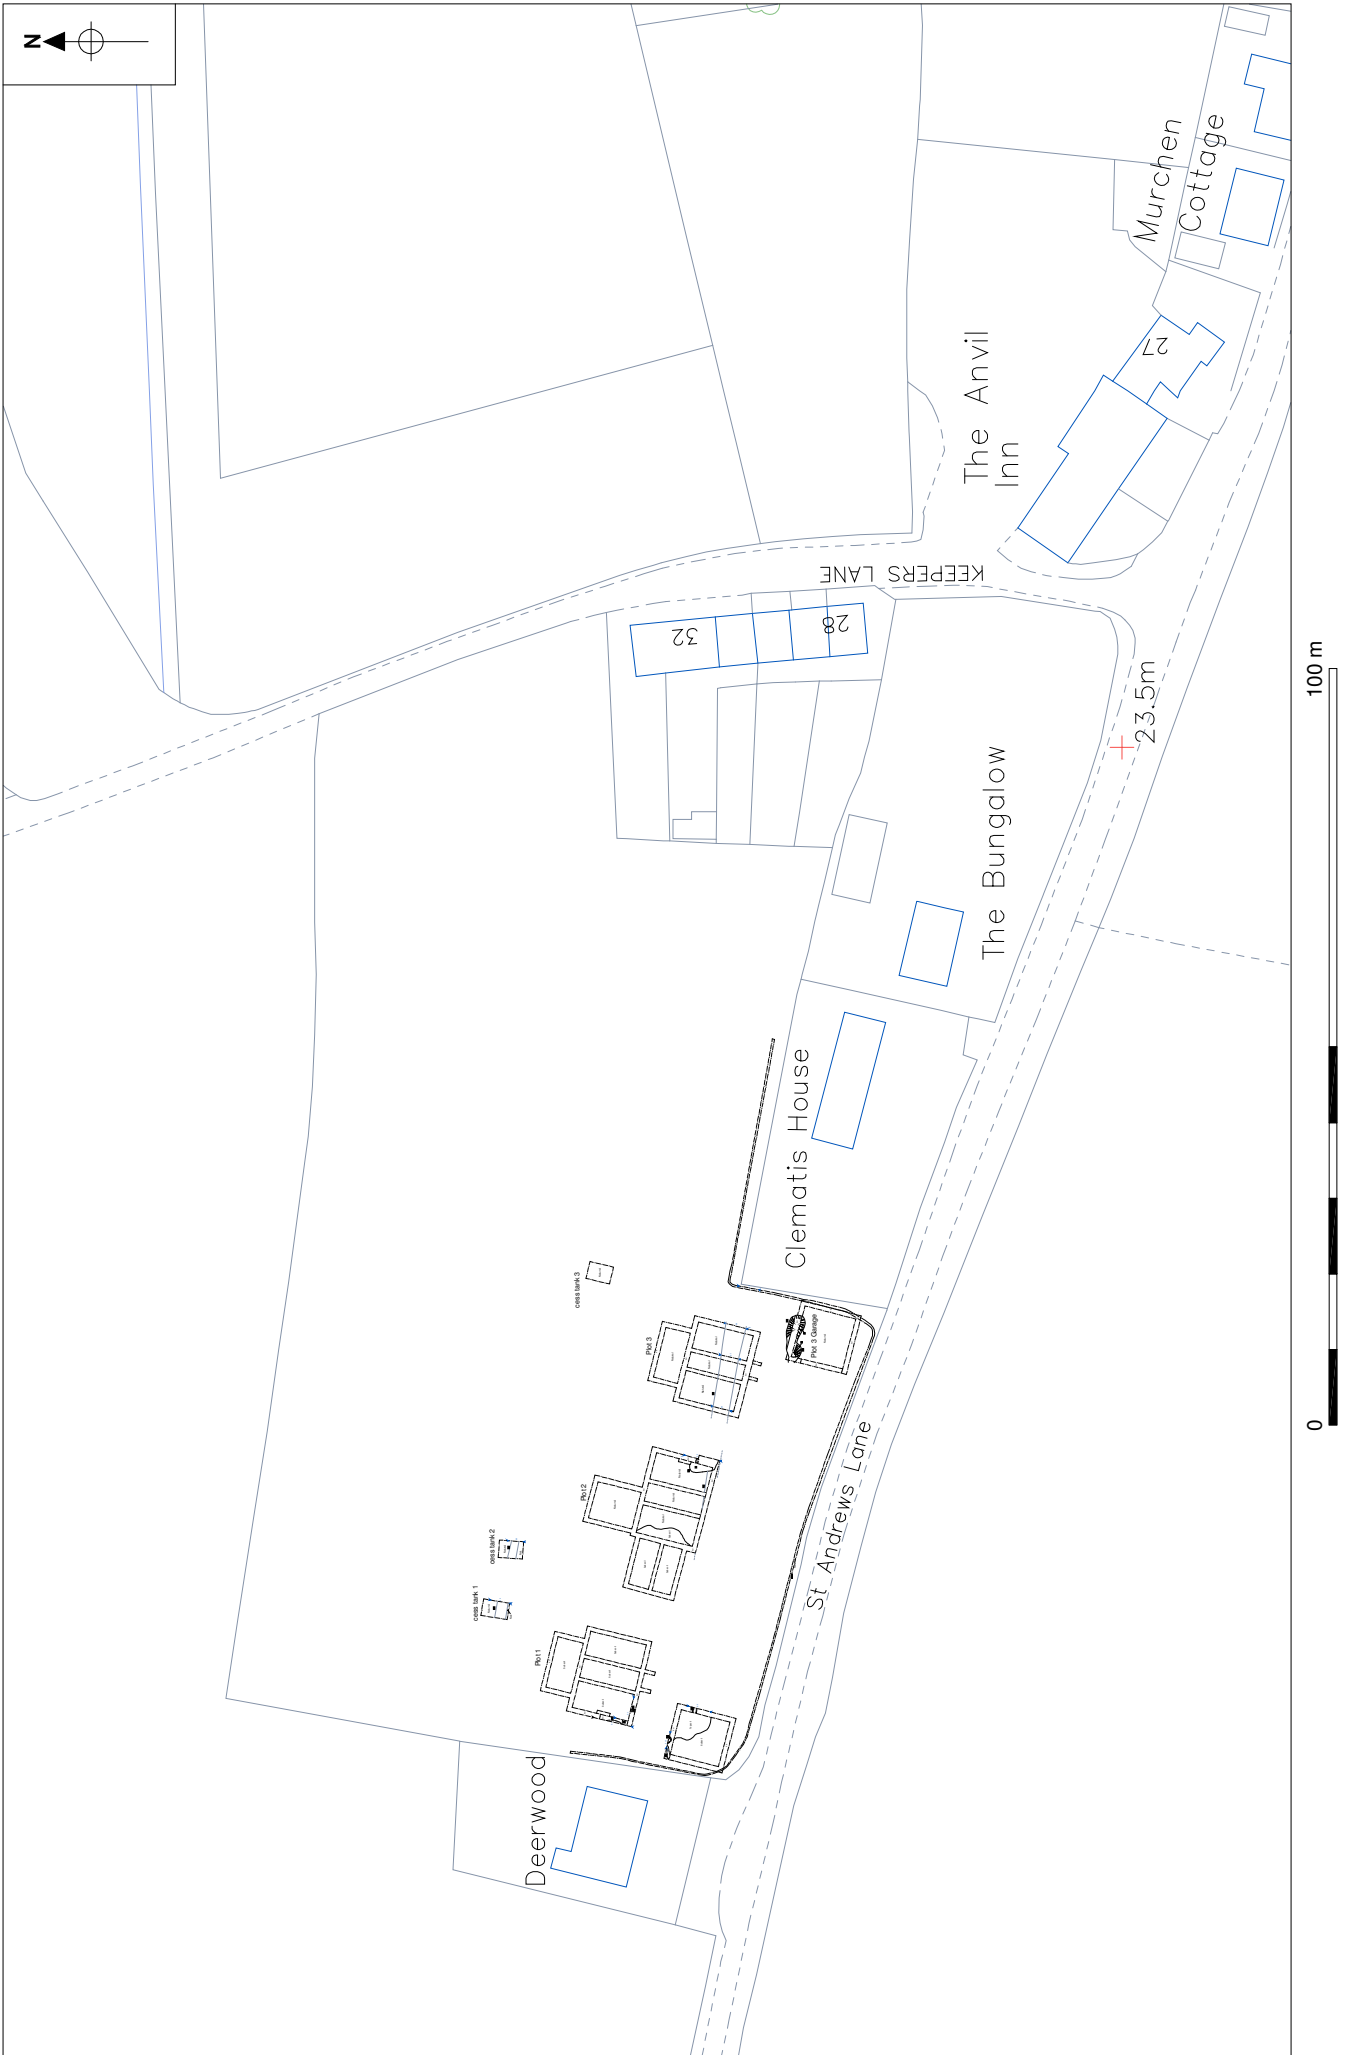 N
Murchen
Cottage
27
The Anvil
Inn
KEEPERS LANE
32
28
23.5m
The Bungalow
Clematis House
cess tank 3
Plot 3
Plot 3 Garage
St Andrews Lane
Plot 2
cess tank 2
cess tank 1
Plot 1
Deerwood
0
100 m